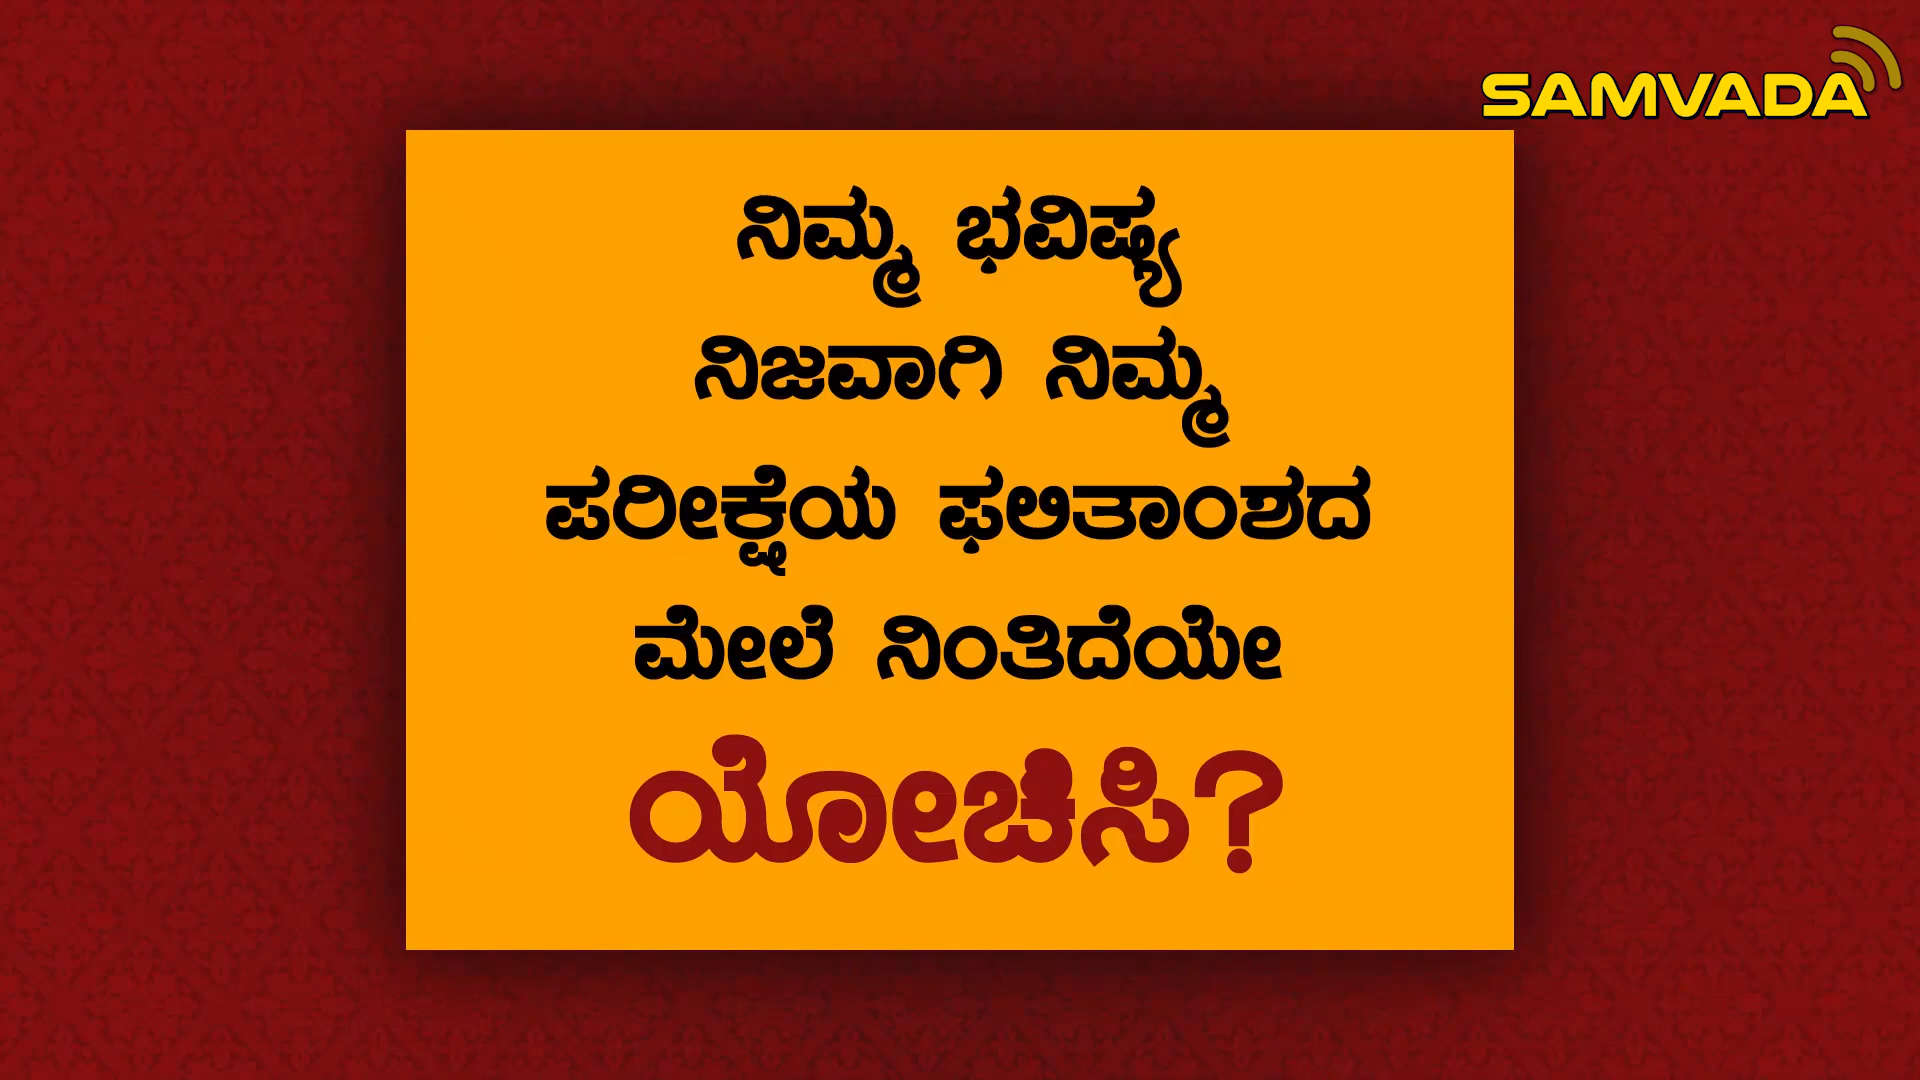 SAMVADA
ನಿಮ್ಮ ಭವಿಷ್ಯ
ನಿಜವಾಗಿ ನಿಮ್ಮ
ಪರೀಕ್ಷೆಯ ಫಲಿತಾಂಶದ
ಮೇಲೆ ನಿಂತಿದೆಯೇ
ಯೋಚಿಸಿ?